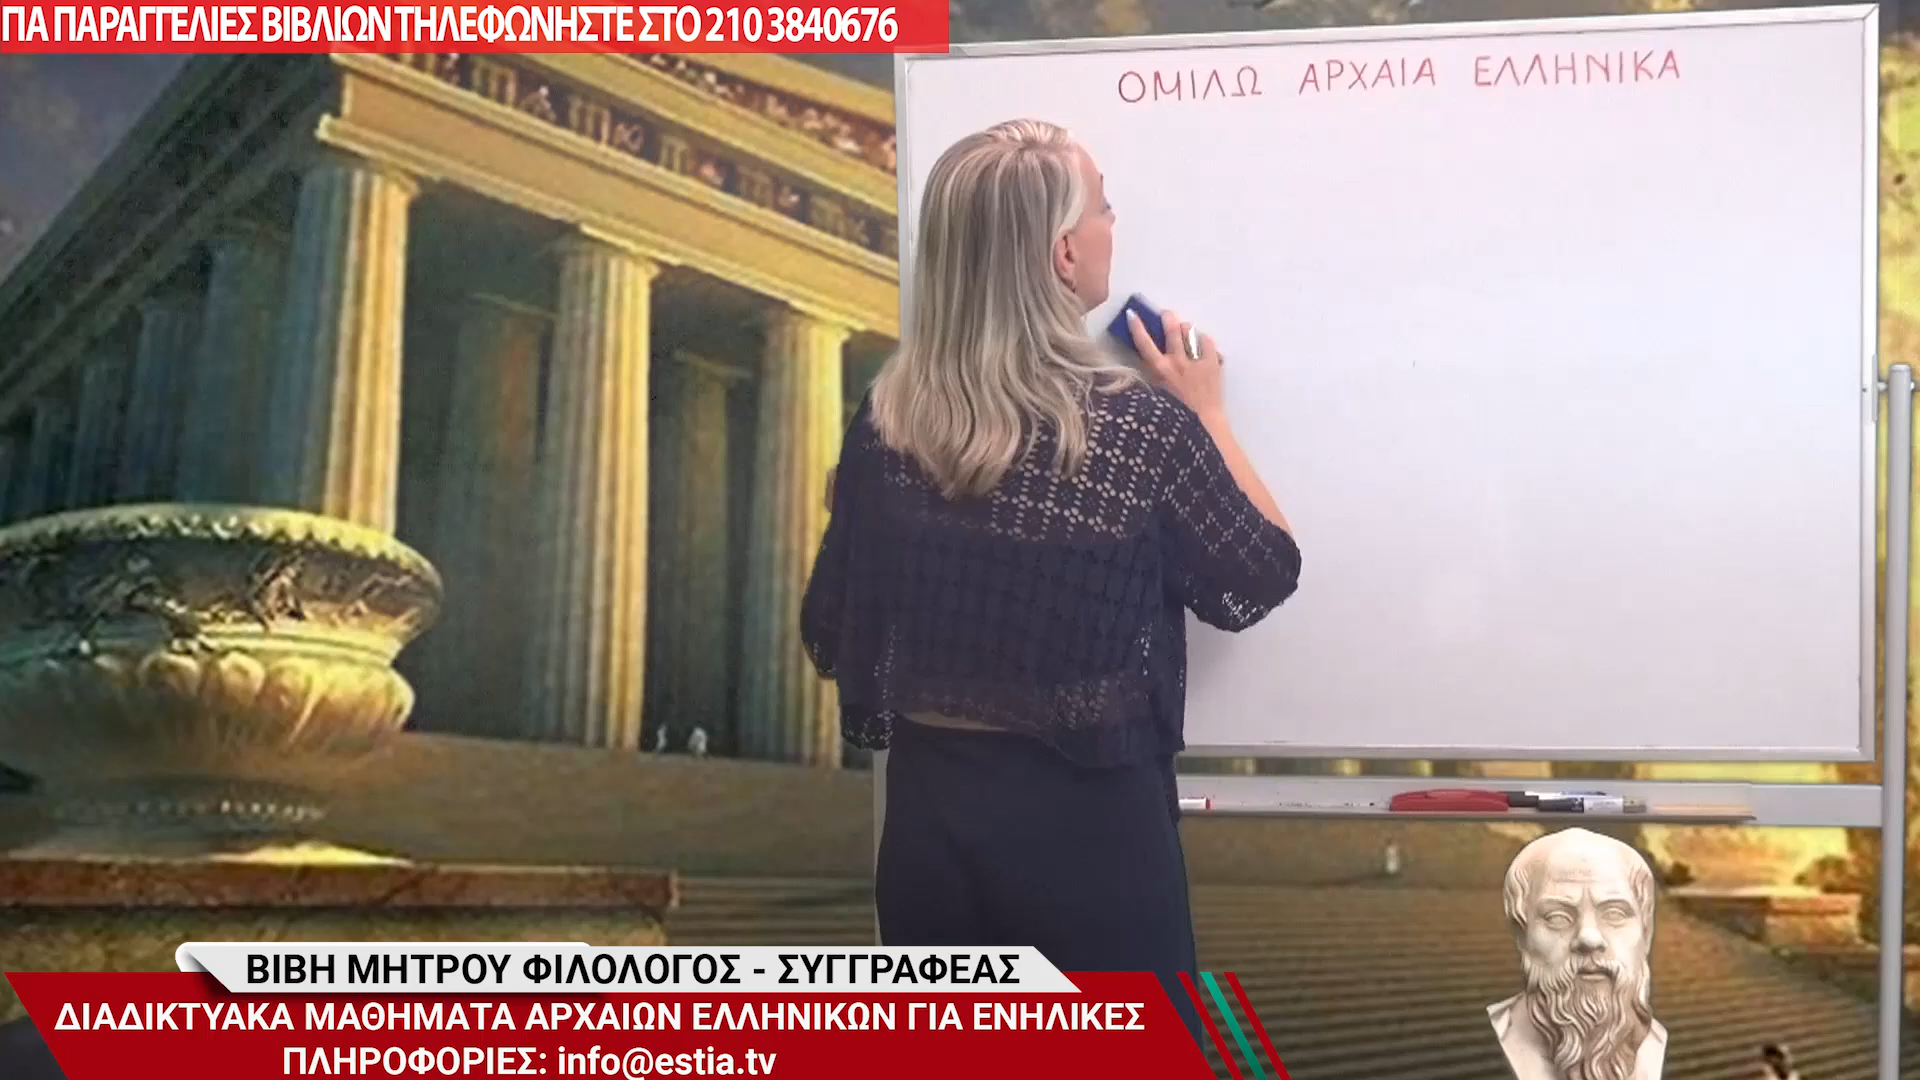 ΓΙΑ ΠΑΡΑΓΓΕΛΙΕΣ ΒΙΒΛΙΩΝ ΤΗΛΕΦΩΝΗΣΤΕ ΣΤΟ 210 3840676
ΟΜΙΛΩ ΑΡΧΑΙΑ ΕΛΛΗΝΙΚΑ
ΒΙΒΗ ΜΗΤΡΟΥ ΦΙΛΟΛΟΓΟΣ - ΣΥΓΓΡΑΦΕΑΣ
ΔΙΑΔΙΚΤΥΑΚΑ ΜΑΘΗΜΑΤΑ ΑΡΧΑΙΩΝ ΕΛΛΗΝΙΚΩΝ ΓΙΑ ΕΝΗΛΙΚΕΣ
ΠΛΗΡΟΦΟΡΙΕΣ: info@estia.tv